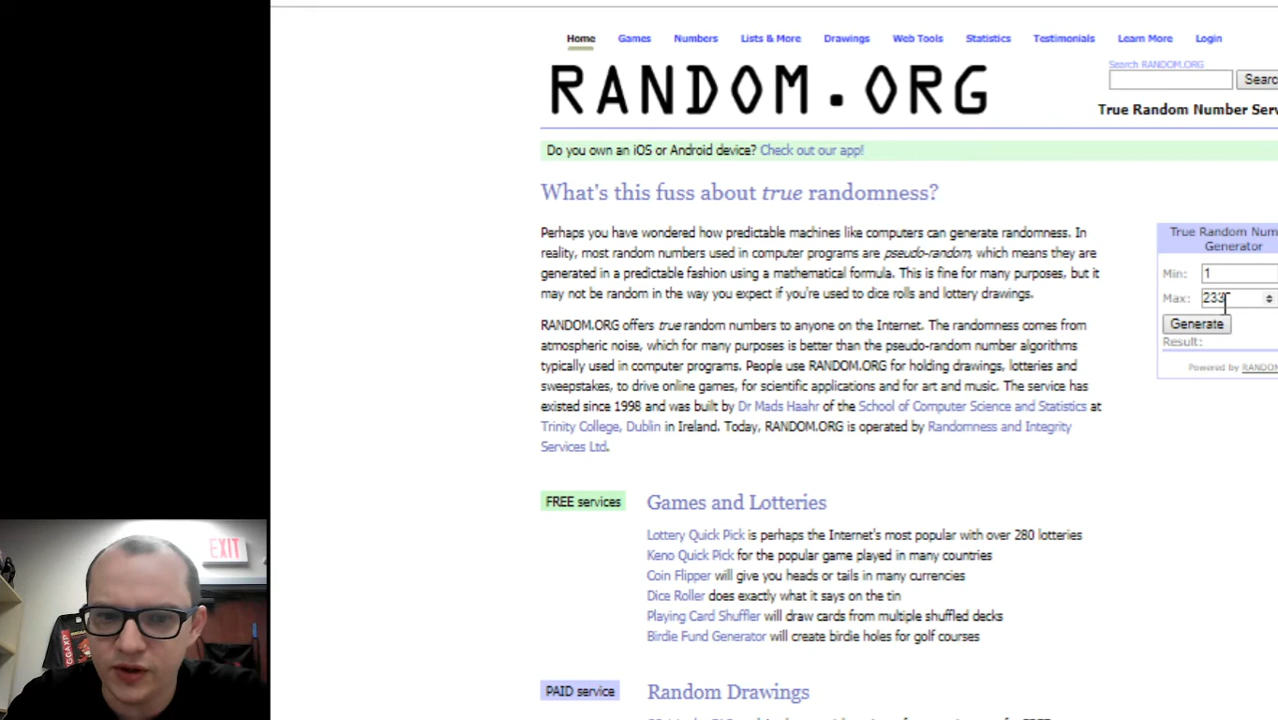 Home Games Numbers Lists & More Drawings Web Tools Statistics Testimonials Learn More Login
RANDOM.ORG
Search RANDOM.ORG
True Random Number
Do you own an iOS or Android device? Check out our app!
What's this fuss about true randomness?
Perhaps you have wondered how predictable machines like computers can generate randomness. In
reality, most random numbers used in computer programs are pseudo-random, which means they are
generated in a predictable fashion using a mathematical formula. This is fine for many purposes, but it
may not be random in the way you expect if you're used to dice rolls and lottery drawings.
RANDOM.ORG offers true random numbers to anyone on the Internet. The randomness comes from
atmospheric noise, which for many purposes is better than the pseudo-random number algorithms
typically used in computer programs. People use RANDOM.ORG for holding drawings, lotteries and
sweepstakes, to drive online games, for scientific applications and for art and music. The service has
existed since 1998 and was built by Dr Mads Haahr of the School of Computer Science and Statistics at
Trinity College, Dublin in Ireland. Today, RANDOM.ORG is operated by Randomness and Integrity
Services Ltd.
True Random
Generator
Min: 1
Max:
Generate
Result:
Powered by
FREE services
Games and Lotteries
Lottery Quick Pick is perhaps the Internet's most popular with over 280 lotteries
Keno Quick Pick for the popular game played in many countries
Coin Flipper will give you heads or tails in many currencies
Dice Roller does exactly what it says on the tin
Playing Card Shuffler will draw cards from multiple shuffled decks
Birdie Fund Generator will create birdie holes for golf courses
PAID service
Random Drawings
EXIT